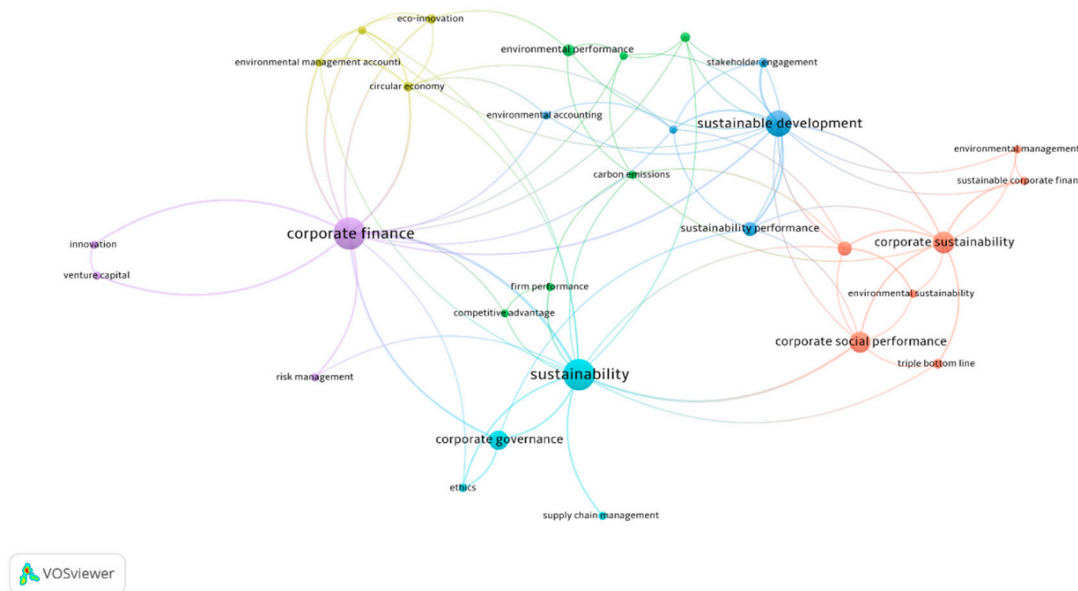 eco-innovation
environmental performance
environmental management accounti
stakeholder engagement
circular economy
environmental accounting
sustainable development
environmental management
carbon emissions
sustainable corporate financ
corporate finance
sustainability performance
corporate sustainability
innovation
venture capital
firm performance
environmental sustainability
competitive advantage
corporate social performance
triple bottom line
risk management
sustainability
corporate governance
ethics
supply chain management
VOSviewer